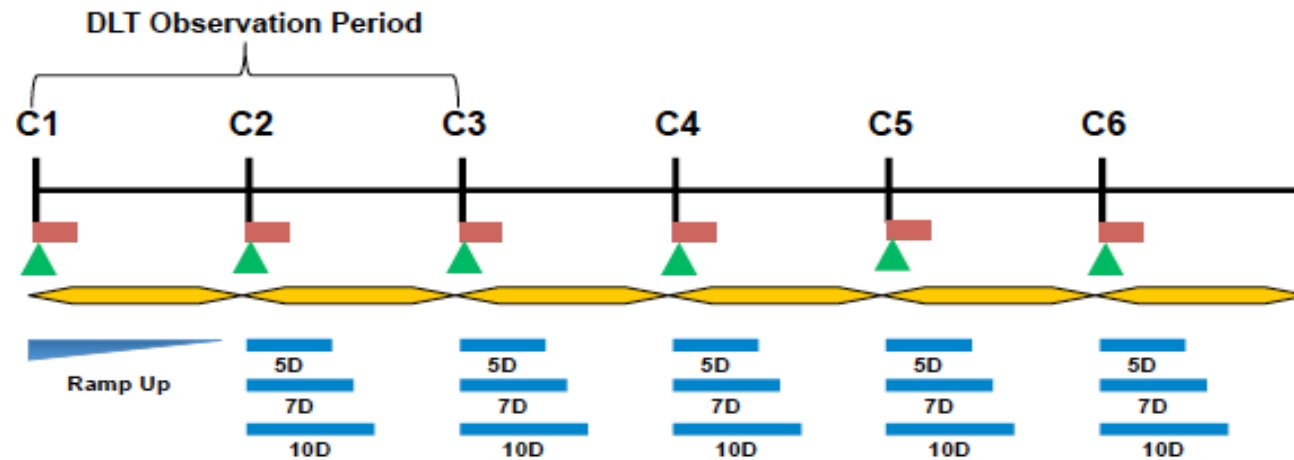 DLT Observation Period
C1 C2 C3 C4 C5 C6
Ramp Up 5D 5D 5D 5D 5D
7D 7D 7D 7D 7D
10D 10D 10D 10D 10D